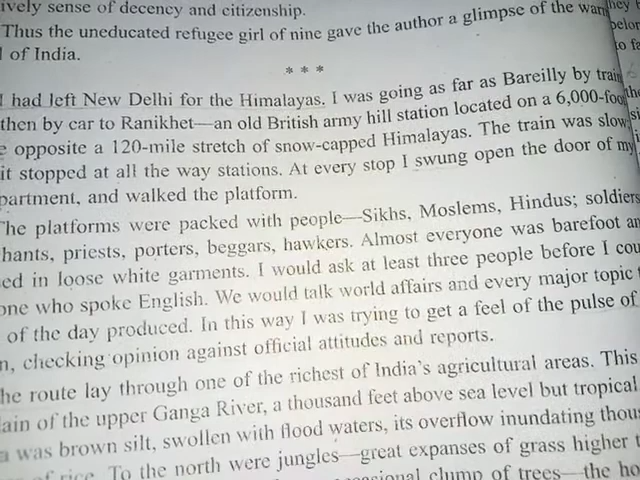 ively sense of decency and citizenship.
Thus the uneducated refugee girl of nine gave the author a glimpse of the warm
l of India.
* * *
I had left New Delhi for the Himalayas. I was going as far as Bareilly by train
then by car to Ranikhet—an old British army hill station located on a 6,000-foot
e opposite a 120-mile stretch of snow-capped Himalayas. The train was slow
it stopped at all the way stations. At every stop I swung open the door of my
partment, and walked the platform.
The platforms were packed with people—Sikhs, Moslems, Hindus; soldiers
hants, priests, porters, beggars, hawkers. Almost everyone was barefoot an
ed in loose white garments. I would ask at least three people before I cou
one who spoke English. We would talk world affairs and every major topic
of the day produced. In this way I was trying to get a feel of the pulse of
n, checking opinion against official attitudes and reports.
he route lay through one of the richest of India's agricultural areas. This
ain of the upper Ganga River, a thousand feet above sea level but tropical
a was brown silt, swollen with flood waters, its overflow inundating thous
of rice. To the north were jungles—great expanses of grass higher t
clump of trees—the ho